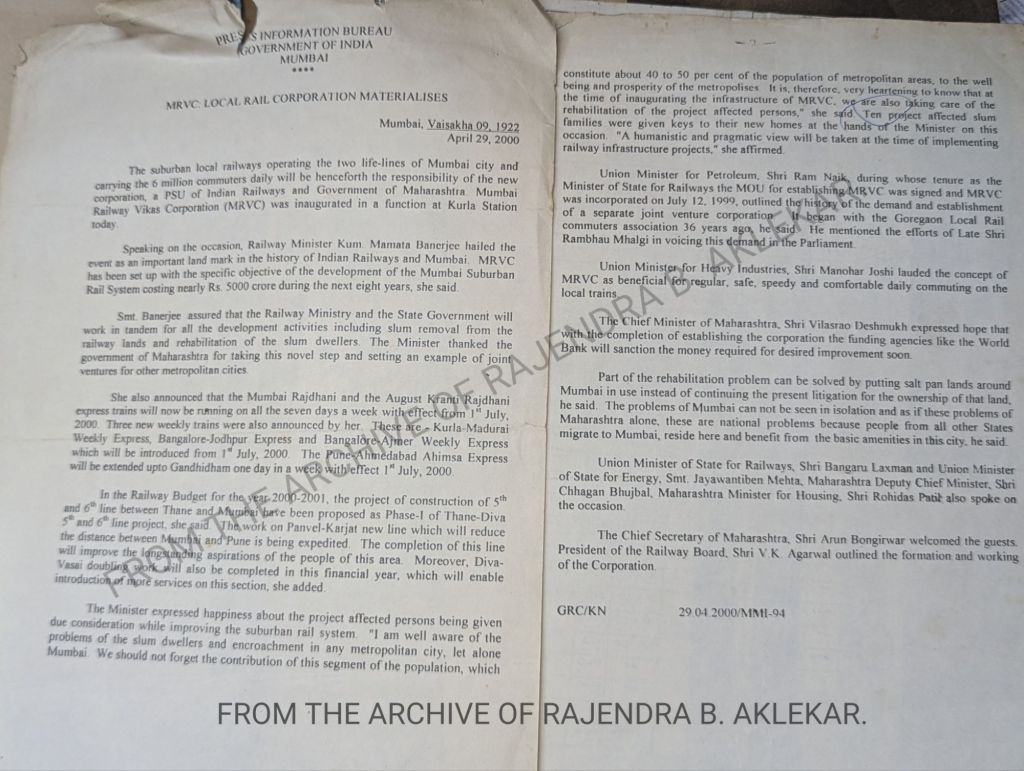 PRESS INFORMATION BUREAU
GOVERNMENT OF INDIA
MUMBAI
****
MRVC: LOCAL RAIL CORPORATION MATERIALISES
Mumbai, Vaisakha 09, 1922
April 29, 2000
The suburban local railways operating the two life-lines of Mumbai city and
carrying the 6 million commuters daily will be henceforth the responsibility of the new
corporation, a PSU of Indian Railways and Government of Maharashtra. Mumbai
Railway Vikas Corporation (MRVC) was inaugurated in a function at Kurla Station
today.
Speaking on the occasion, Railway Minister Kum. Mamata Banerjee hailed the
event as an important land mark in the history of Indian Railways and Mumbai. MRVC
has been set up with the specific objective of the development of the Mumbai Suburban
Rail System costing nearly Rs. 5000 crore during the next eight years, she said.
Smt. Banerjee assured that the Railway Ministry and the State Government will
work in tandem for all the development activities including slum removal from the
railway lands and rehabilitation of the slum dwellers. The Minister thanked the
government of Maharashtra for taking this novel step and setting an example of joint
ventures for other metropolitan cities.
She also announced that the Mumbai Rajdhani and the August Kranti Rajdhani
express trains will now be running on all the seven days a week with effect from 1st July,
2000. Three new weekly trains were also announced by her. These are - Kurla-Madurai
Weekly Express, Bangalore-Jodhpur Express and Bangalore-Ajmer Weekly Express
which will be introduced from 1st July, 2000. The Pune-Ahmedabad Ahimsa Express
will be extended upto Gandhidham one day in a week with effect 1st July, 2000.
In the Railway Budget for the year 2000-2001, the project of construction of 5th
and 6th line between Thane and Mumbai have been proposed as Phase-I of Thane-Diva
5th and 6th line project, she said. The work on Panvel-Karjat new line which will reduce
the distance between Mumbai and Pune is being expedited. The completion of this line
will improve the longstanding aspirations of the people of this area. Moreover, Diva-
Vasai doubling work will also be completed in this financial year, which will enable
introduction of more services on this section, she added.
The Minister expressed happiness about the project affected persons being given
due consideration while improving the suburban rail system. "I am well aware of the
problems of the slum dwellers and encroachment in any metropolitan city, let alone
Mumbai. We should not forget the contribution of this segment of the population, which
-2-
constitute about 40 to 50 per cent of the population of metropolitan areas, to the well
being and prosperity of the metropolises. It is, therefore, very heartening to know that at
the time of inaugurating the infrastructure of MRVC, we are also taking care of the
rehabilitation of the project affected persons," she said. Ten project affected slum
families were given keys to their new homes at the hands of the Minister on this
occasion. "A humanistic and pragmatic view will be taken at the time of implementing
railway infrastructure projects," she affirmed.
Union Minister for Petroleum, Shri Ram Naik, during whose tenure as the
Minister of State for Railways the MOU for establishing MRVC was signed and MRVC
was incorporated on July 12, 1999, outlined the history of the demand and establishment
of a separate joint venture corporation. It began with the Goregaon Local Rail
commuters association 36 years ago, he said. He mentioned the efforts of Late Shri
Rambhau Mhalgi in voicing this demand in the Parliament.
Union Minister for Heavy Industries, Shri Manohar Joshi lauded the concept of
MRVC as beneficial for regular, safe, speedy and comfortable daily commuting on the
local trains.
The Chief Minister of Maharashtra, Shri Vilasrao Deshmukh expressed hope that
with the completion of establishing the corporation the funding agencies like the World
Bank will sanction the money required for desired improvement soon.
Part of the rehabilitation problem can be solved by putting salt pan lands around
Mumbai in use instead of continuing the present litigation for the ownership of that land,
he said. The problems of Mumbai can not be seen in isolation and as if these problems of
Maharashtra alone, these are national problems because people from all other States
migrate to Mumbai, reside here and benefit from the basic amenities in this city, he said.
Union Minister of State for Railways, Shri Bangaru Laxman and Union Minister
of State for Energy, Smt. Jayawantiben Mehta, Maharashtra Deputy Chief Minister, Shri
Chhagan Bhujbal, Maharashtra Minister for Housing, Shri Rohidas Patil also spoke on
the occasion.
The Chief Secretary of Maharashtra, Shri Arun Bongirwar welcomed the guests.
President of the Railway Board, Shri V.K. Agarwal outlined the formation and working
of the Corporation.
GRC/KN 29.04.2000/MMI-94
FROM THE ARCHIVE OF RAJENDRA B. AKLEKAR.
FROM THE ARCHIVE OF RAJENDRA B. AKLEKAR.